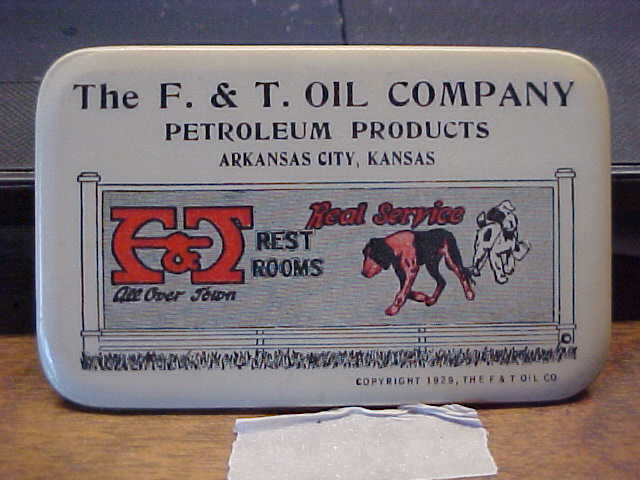 The F. & T. OIL COMPANY
PETROLEUM PRODUCTS
ARKANSAS CITY, KANSAS
F&T
All Over Town
REST
ROOMS
Real Service
COPYRIGHT 1929, THE F & T OIL CO